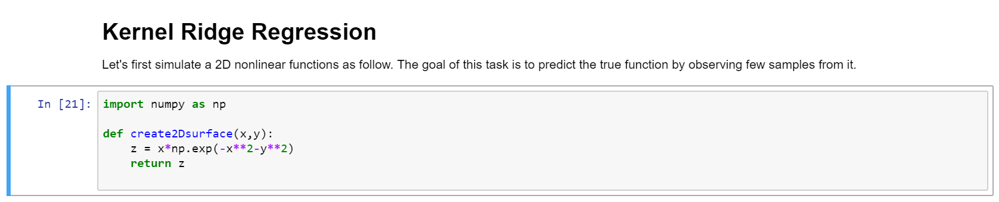 Kernel Ridge Regression
Let's first simulate a 2D nonlinear functions as follow. The goal of this task is to predict the true function by observing few samples from it.
In [21]: import numpy as np
def create2Dsurface(x,y):
    z = x*np.exp(-x**2-y**2)
    return z